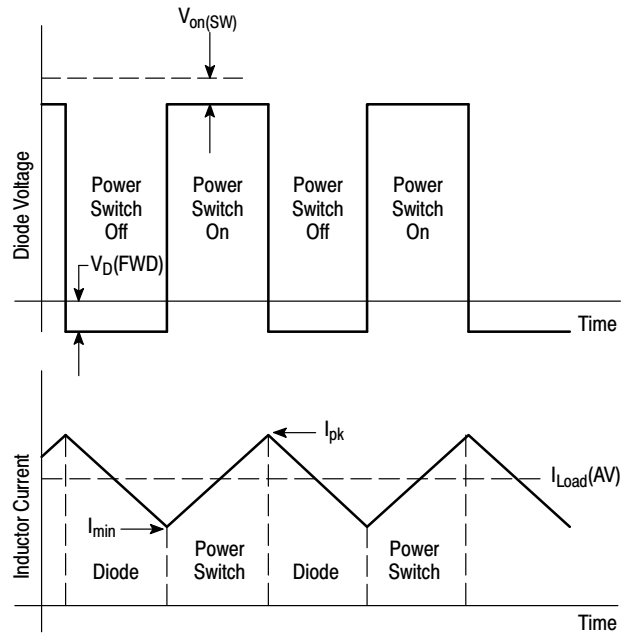 Von(SW)
Diode Voltage
Power
Switch
Off
Power
Switch
On
Power
Switch
Off
Power
Switch
On
VD(FWD)
Time
Inductor Current
Ipk
ILoad(AV)
Imin
Diode
Power
Switch
Diode
Power
Switch
Time